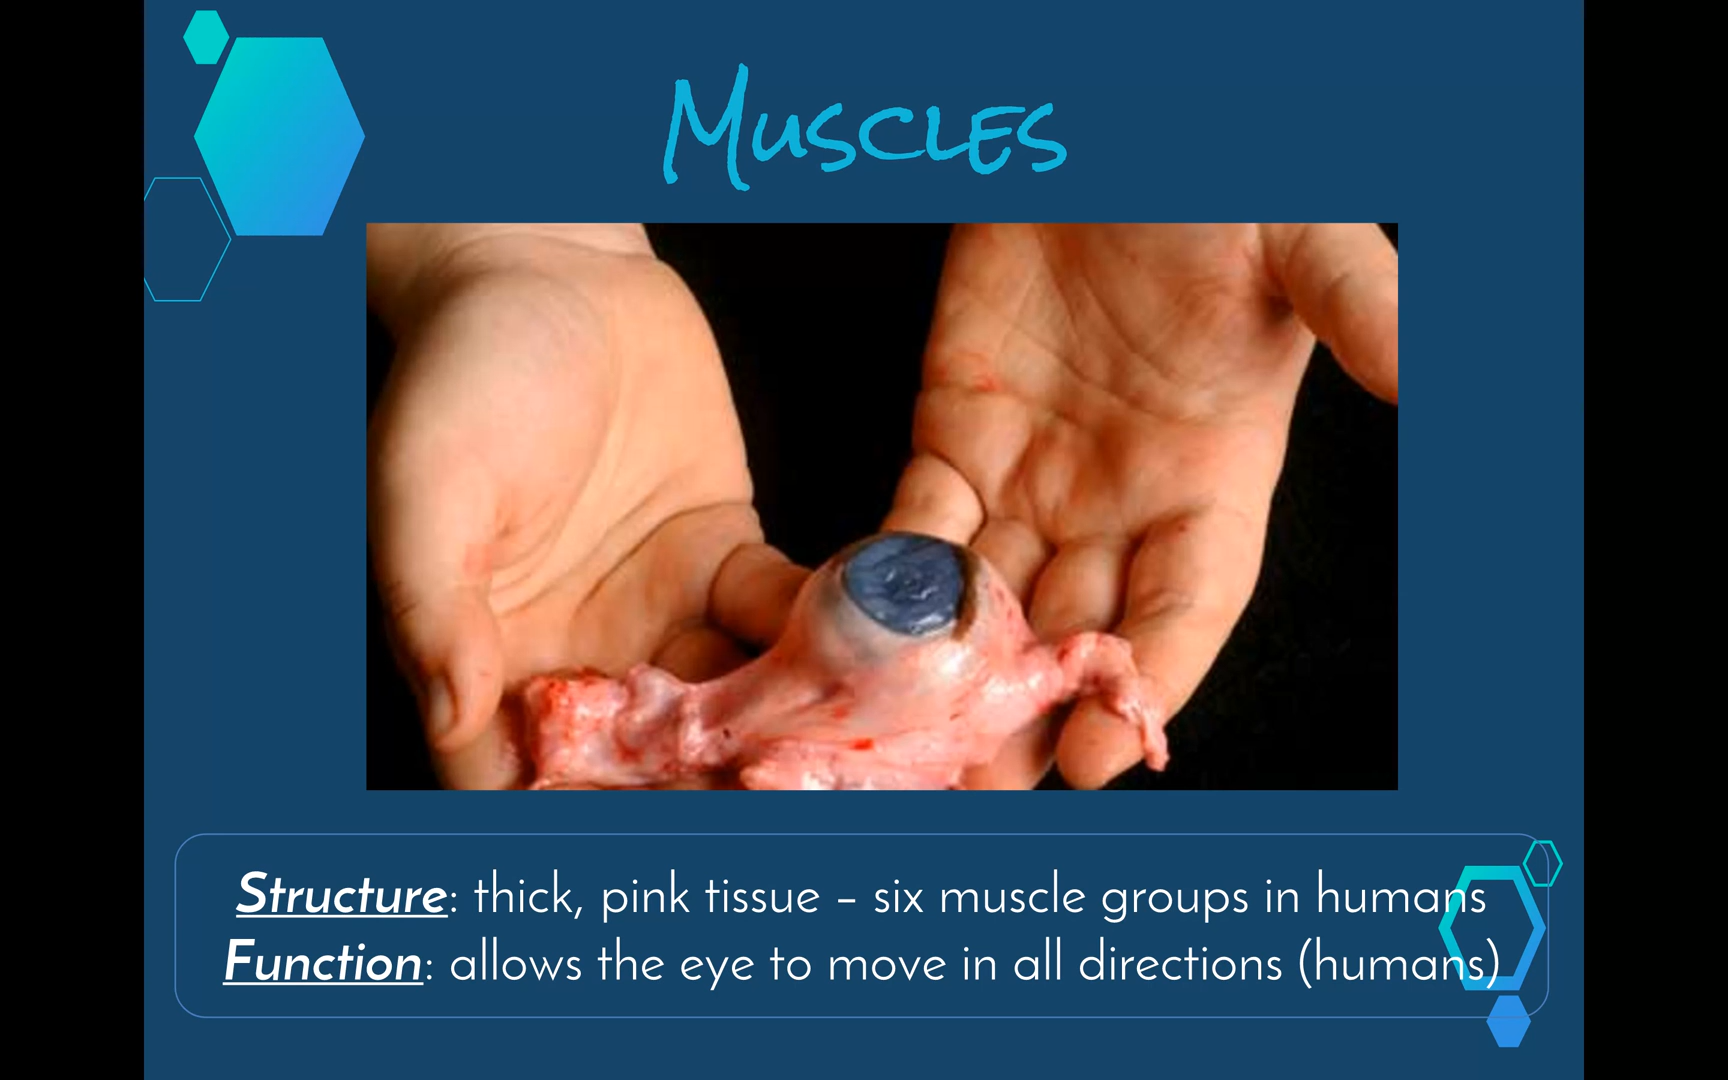 Muscles
Structure: thick, pink tissue – six muscle groups in humans
Function: allows the eye to move in all directions (humans)